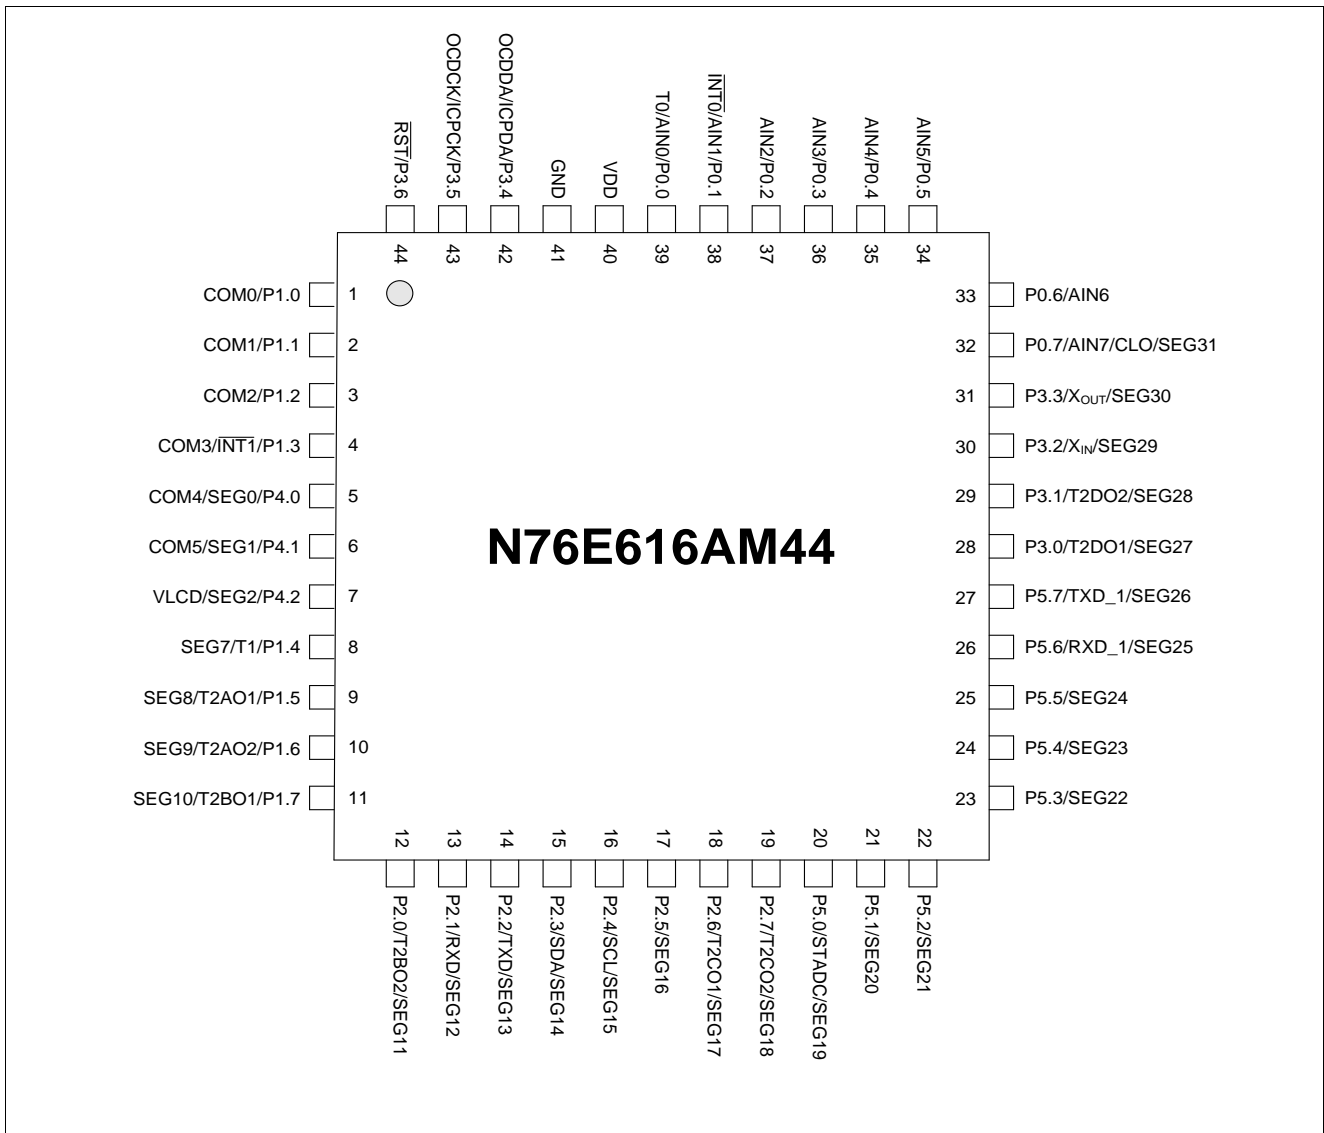 RST/P3.6
OCDCK/ICPCK/P3.5
OCDDA/ICPDA/P3.4
GND
VDD
T0/AIN0/P0.0
INT0/AIN1/P0.1
AIN2/P0.2
AIN3/P0.3
AIN4/P0.4
AIN5/P0.5
44 43 42 41 40 39 38 37 36 35 34
COM0/P1.0 1
COM1/P1.1 2
COM2/P1.2 3
COM3/INT1/P1.3 4
COM4/SEG0/P4.0 5
COM5/SEG1/P4.1 6
VLCD/SEG2/P4.2 7
SEG7/T1/P1.4 8
SEG8/T2AO1/P1.5 9
SEG9/T2AO2/P1.6 10
SEG10/T2BO1/P1.7 11
N76E616AM44
33 P0.6/AIN6
32 P0.7/AIN7/CLO/SEG31
31 P3.3/XOUT/SEG30
30 P3.2/XIN/SEG29
29 P3.1/T2DO2/SEG28
28 P3.0/T2DO1/SEG27
27 P5.7/TXD_1/SEG26
26 P5.6/RXD_1/SEG25
25 P5.5/SEG24
24 P5.4/SEG23
23 P5.3/SEG22
12 13 14 15 16 17 18 19 20 21 22
P2.0/T2BO2/SEG11
P2.1/RXD/SEG12
P2.2/TXD/SEG13
P2.3/SDA/SEG14
P2.4/SCL/SEG15
P2.5/SEG16
P2.6/T2CO1/SEG17
P2.7/T2CO2/SEG18
P5.0/STADC/SEG19
P5.1/SEG20
P5.2/SEG21